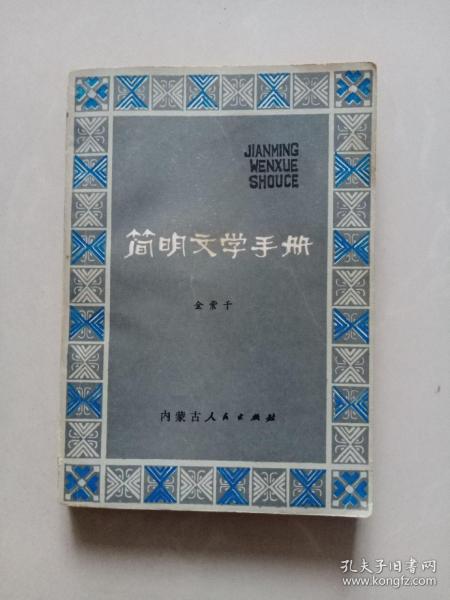 JIANMING
WENXUE
SHOUCE
简明文学手册
金紫千
内蒙古人民出版社
孔夫子旧书网
www.kongfz.com